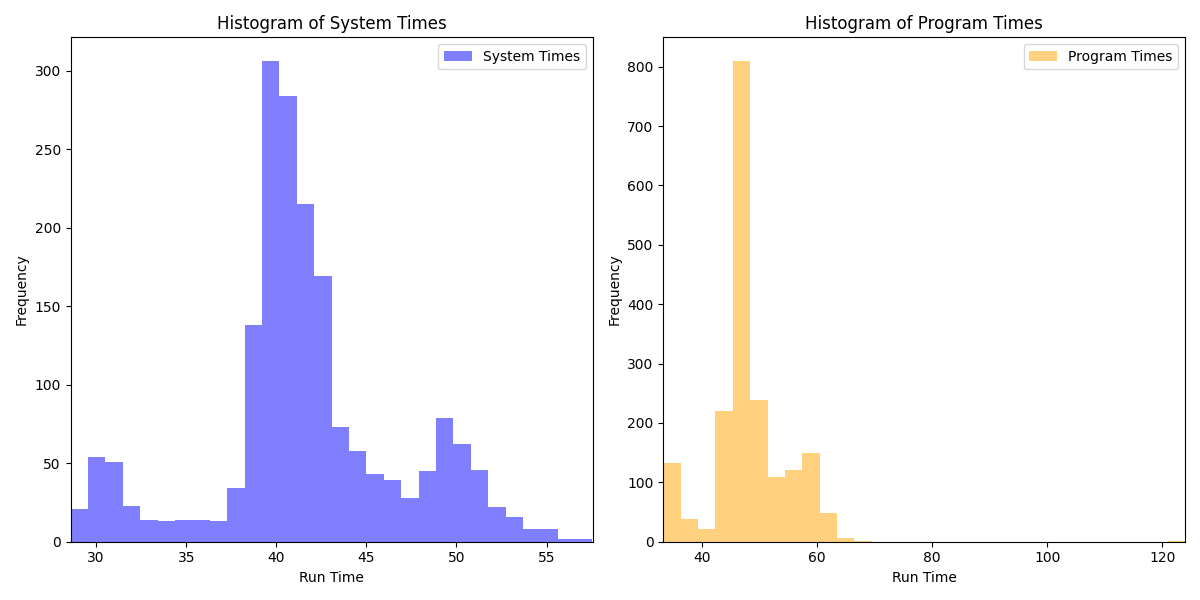 Histogram of System Times
System Times
300
250
200
150
100
50
0
Frequency
30 35 40 45 50 55
Run Time
Histogram of Program Times
Program Times
800
700
600
500
400
300
200
100
0
Frequency
40 60 80 100 120
Run Time